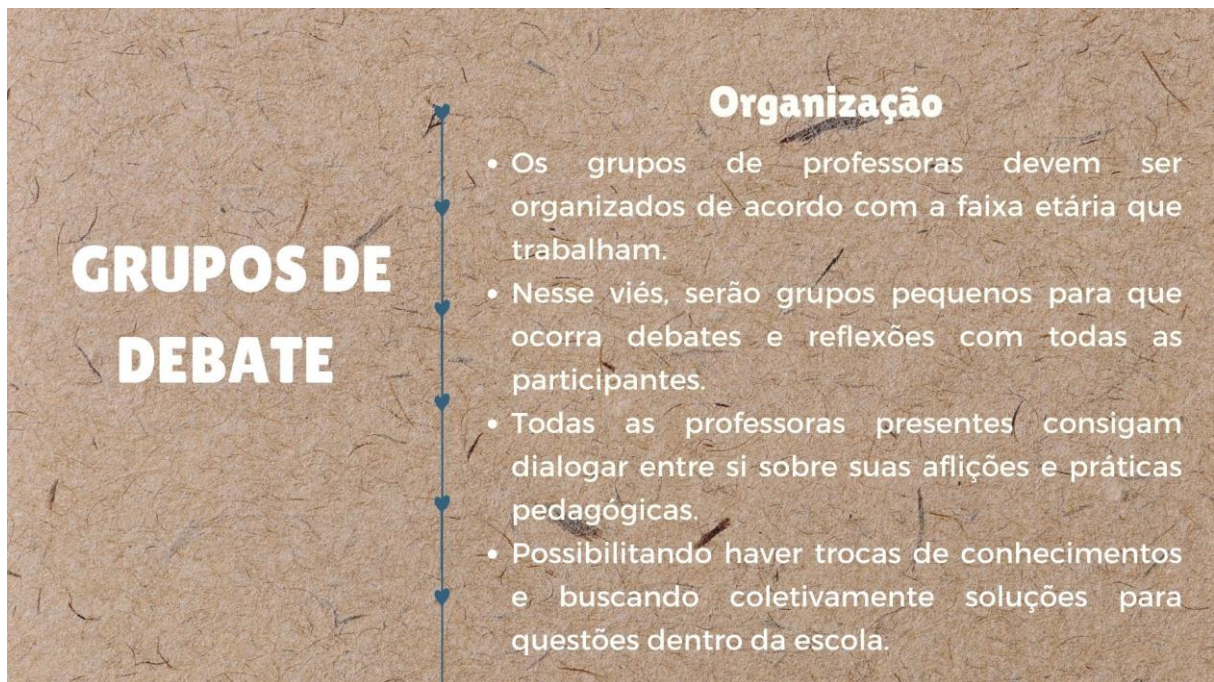 GRUPOS DE
DEBATE
Organização
• Os grupos de professoras devem ser
organizados de acordo com a faixa etária que
trabalham.
• Nesse viés, serão grupos pequenos para que
ocorra debates e reflexões com todas as
participantes.
• Todas as professoras presentes consigam
dialogar entre si sobre suas aflições e práticas
pedagógicas.
• Possibilitando haver trocas de conhecimentos
e buscando coletivamente soluções para
questões dentro da escola.